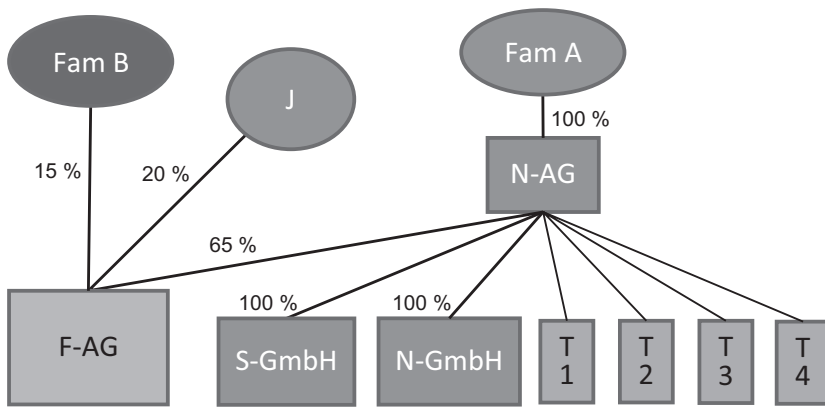 Fam B
J
Fam A
100 %
N-AG
15 %
20 %
65 %
100 %
100 %
F-AG
S-GmbH
N-GmbH
T
1
T
2
T
3
T
4